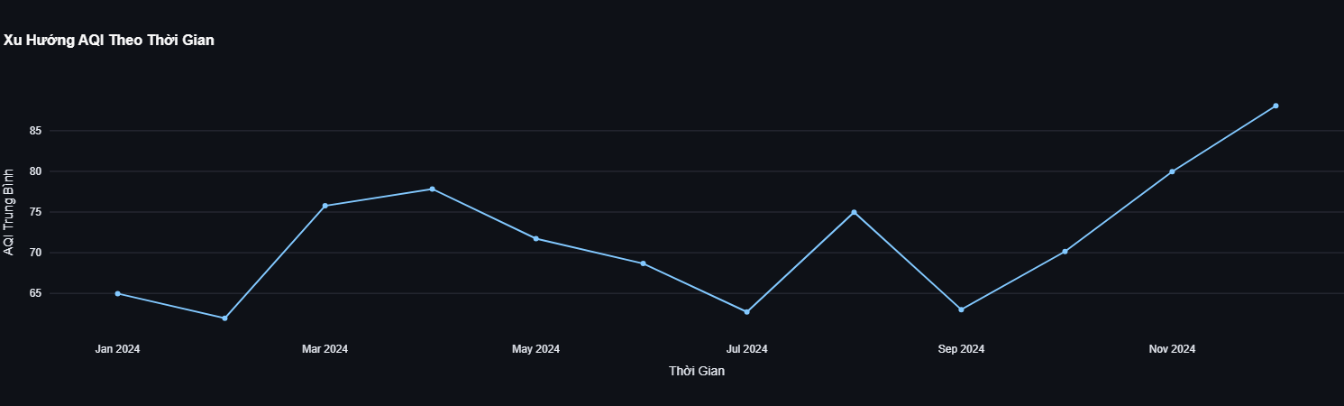 Xu Hướng AQI Theo Thời Gian
85
80
75
70
65
AQI Trung Bình
Jan 2024 Mar 2024 May 2024 Jul 2024 Sep 2024 Nov 2024
Thời Gian